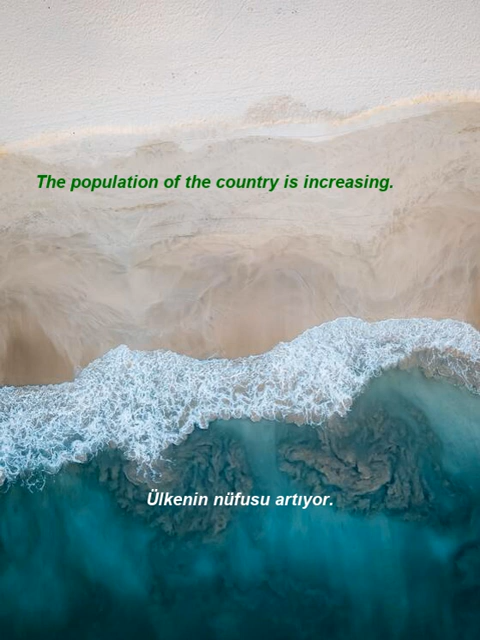 The population of the country is increasing.
Ülkenin nüfusu artıyor.